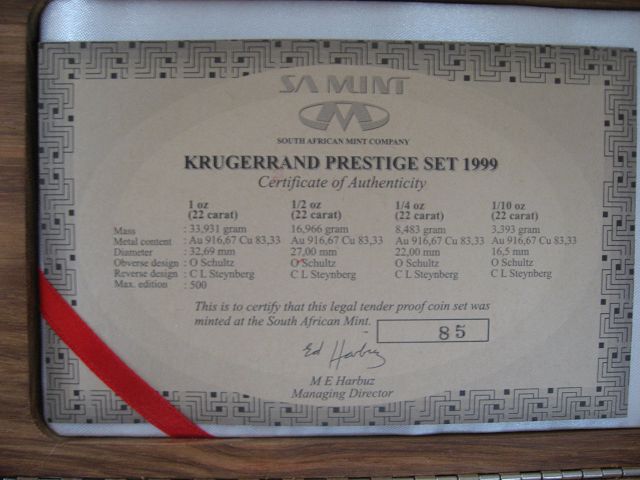 SA MINT
SOUTH AFRICAN MINT COMPANY
KRUGERRAND PRESTIGE SET 1999
Certificate of Authenticity
1 oz 1/2 oz 1/4 oz 1/10 oz
(22 carat) (22 carat) (22 carat) (22 carat)
Mass : 33,931 gram 16,966 gram 8,483 gram 3,393 gram
Metal content : Au 916,67 Cu 83,33 Au 916,67 Cu 83,33 Au 916,67 Cu 83,33 Au 916,67 Cu 83,33
Diameter : 32,69 mm 27,00 mm 22,00 mm 16,5 mm
Obverse design : O Schultz O Schultz O Schultz O Schultz
Reverse design : C L Steynberg C L Steynberg C L Steynberg C L Steynberg
Max. edition : 500
This is to certify that this legal tender proof coin set was
minted at the South African Mint.
85
Ed Harbuz
M E Harbuz
Managing Director